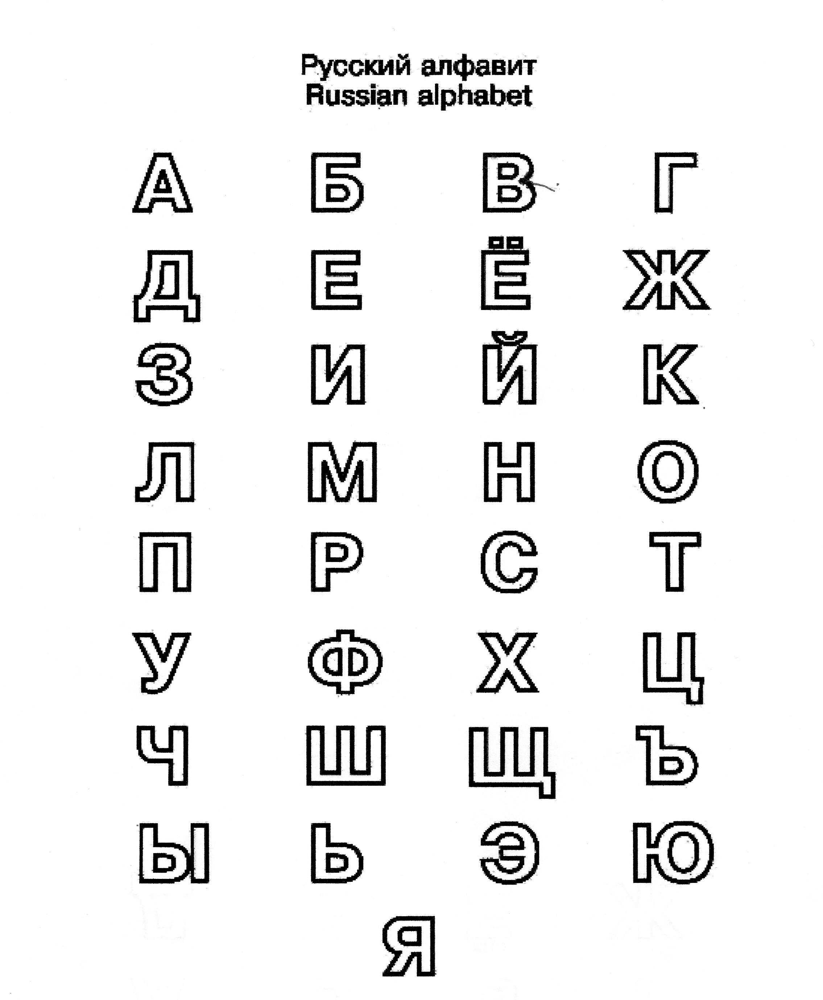 Русский алфавит
Russian alphabet
А Б В Г
Д Е Ё Ж
З И Й К
Л М Н О
П Р С Т
У Ф Х Ц
Ч Ш Щ Ъ
Ы Ь Э Ю
Я